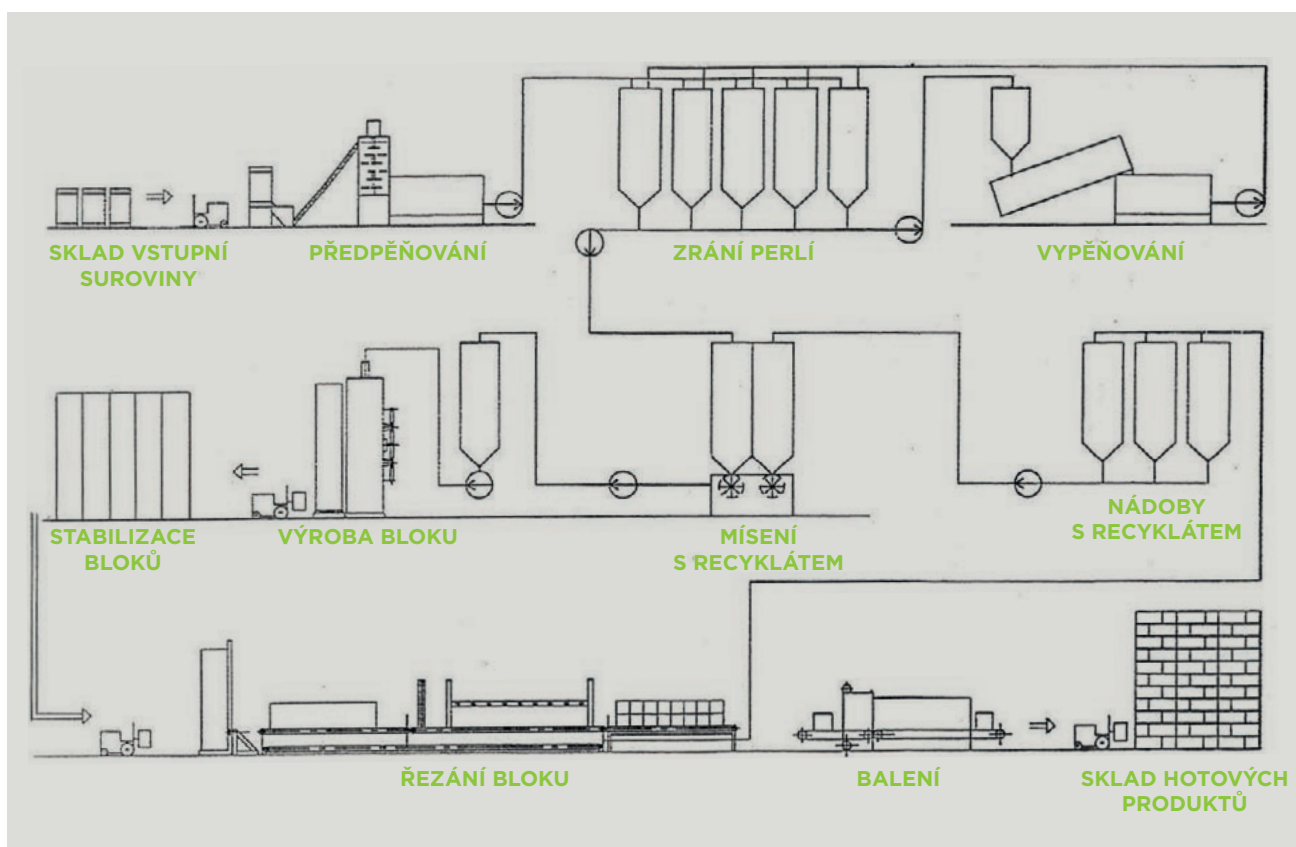 SKLAD VSTUPNÍ
SUROVINY
PŘEDPĚŇOVÁNÍ
ZRÁNÍ PERLÍ
VYPĚŇOVÁNÍ
STABILIZACE
BLOKŮ
VÝROBA BLOKU
MÍSENÍ
S RECYKLÁTEM
NÁDOBY
S RECYKLÁTEM
ŘEZÁNÍ BLOKU
BALENÍ
SKLAD HOTOVÝCH
PRODUKTŮ